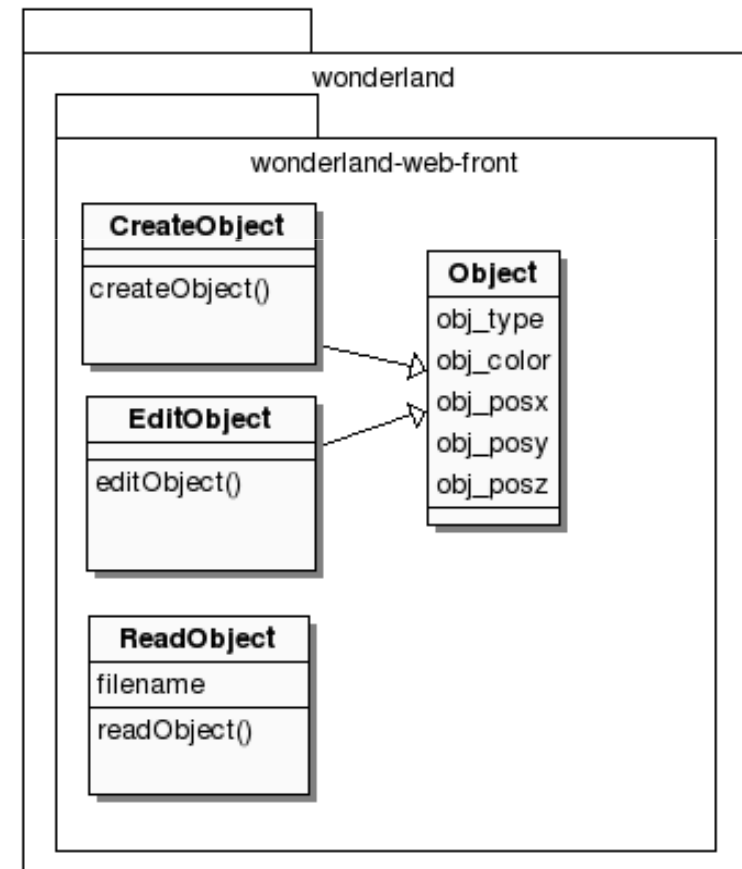 wonderland
wonderland-web-front
CreateObject
createObject()
EditObject
editObject()
ReadObject
filename
readObject()
Object
obj_type
obj_color
obj_posx
obj_posy
obj_posz